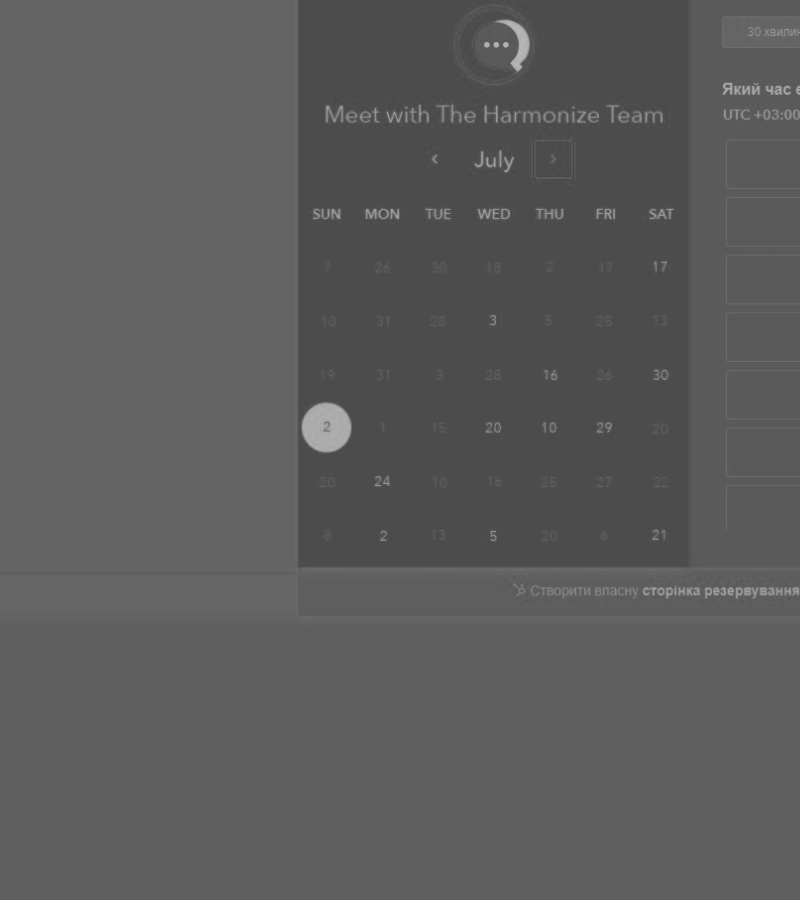 30 хвилин
Meet with The Harmonize Team
Який час
UTC +03:00
July
SUN MON TUE WED THU FRI SAT
7 26 30 18 2 17 17
10 31 28 3 5 25 13
19 31 3 28 16 26 30
2 1 15 20 10 29 20
20 24 10 16 25 27 22
8 2 13 5 20 6 21
Створити власну сторінка резервування